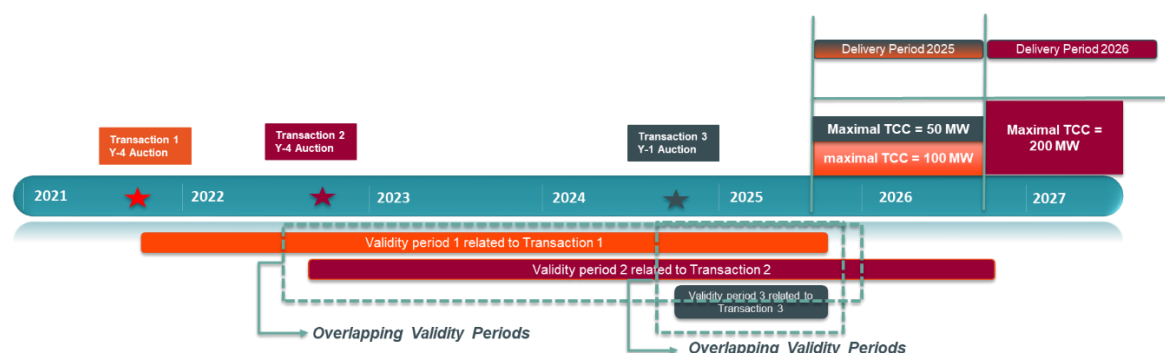 Delivery Period 2025
Delivery Period 2026
Transaction 1
Y-4 Auction
Transaction 2
Y-4 Auction
Transaction 3
Y-1 Auction
Maximal TCC = 50 MW
maximal TCC = 100 MW
Maximal TCC =
200 MW
2021
2022
2023
2024
2025
2026
2027
Validity period 1 related to Transaction 1
Validity period 2 related to Transaction 2
Validity period 3 related to
Transaction 3
Overlapping Validity Periods
Overlapping Validity Periods